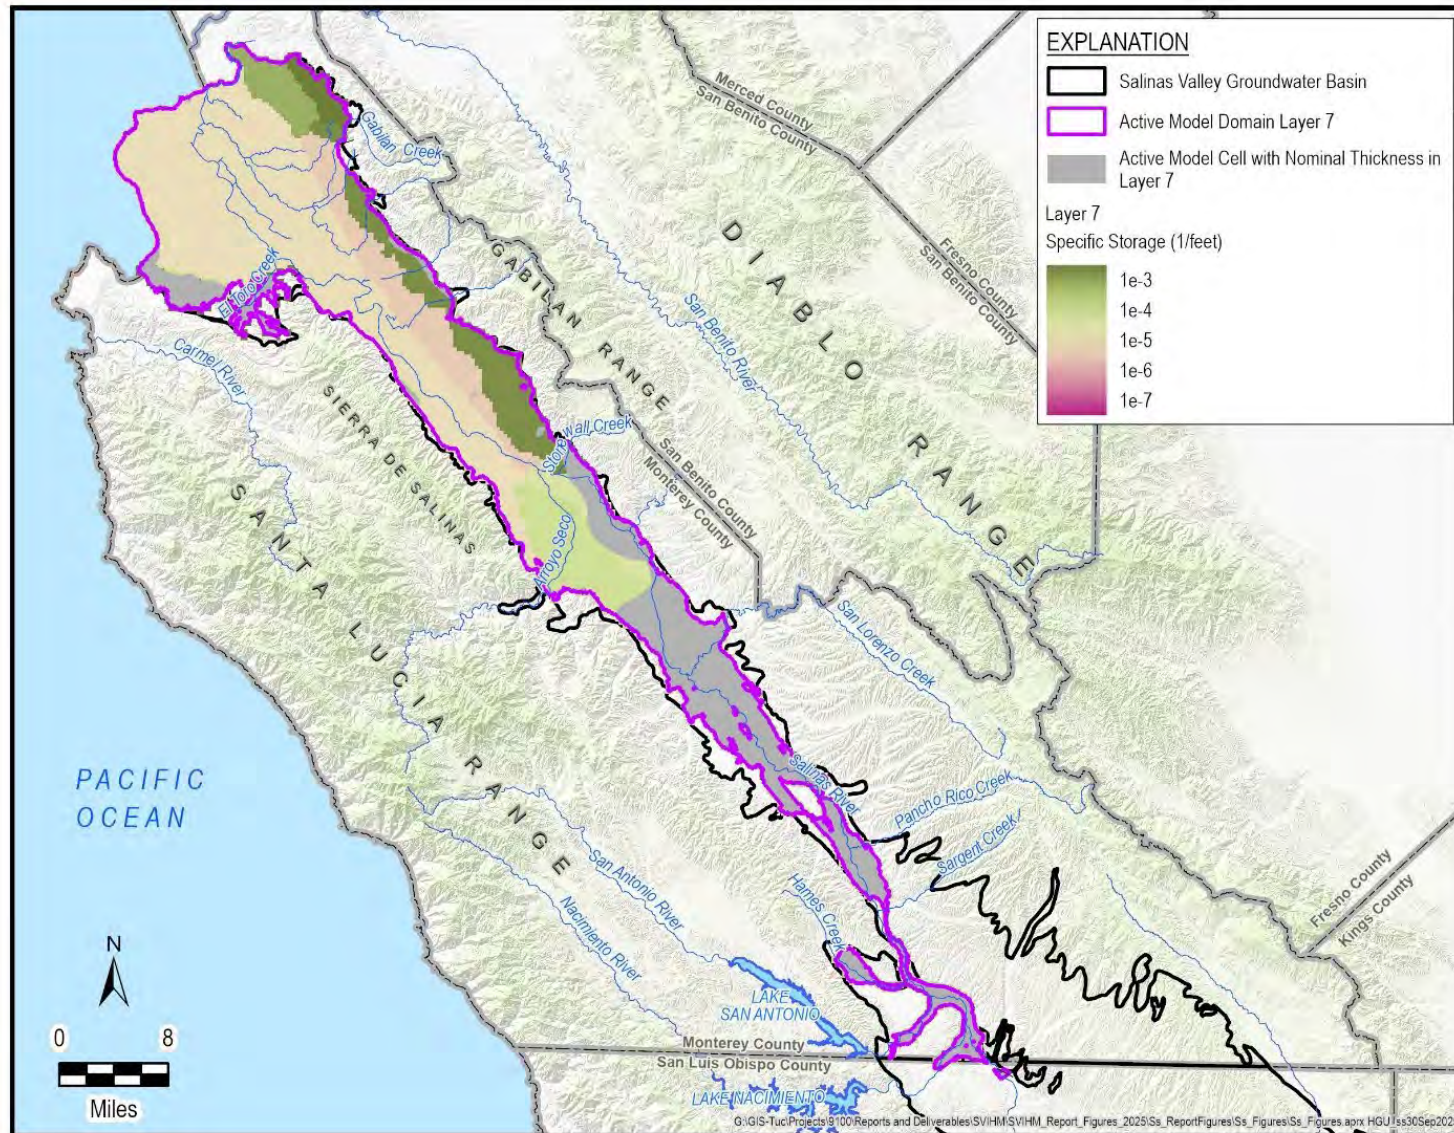 EXPLANATION
Salinas Valley Groundwater Basin
Active Model Domain Layer 7
Active Model Cell with Nominal Thickness in
Layer 7
Layer 7
Specific Storage (1/feet)
1e-3
1e-4
1e-5
1e-6
1e-7
Merced County
San Benito County
Fresno County
San Benito County
Gabilan Creek
DIABLO RANGE
GABILAN RANGE
San Benito River
El Toro Creek
Carmel River
SIERRA DE SALINAS
Stonewall Creek
San Benito County
Monterey County
SANTA LUCIA RANGE
Arroyo Seco
San Lorenzo Creek
Salinas River
Pancho Rico Creek
Sargent Creek
PACIFIC
OCEAN
San Antonio River
Hames Creek
Nacimiento River
Fresno County
Kings County
N
0 8
Miles
LAKE
SAN ANTONIO
Monterey County
San Luis Obispo County
LAKE NACIMIENTO